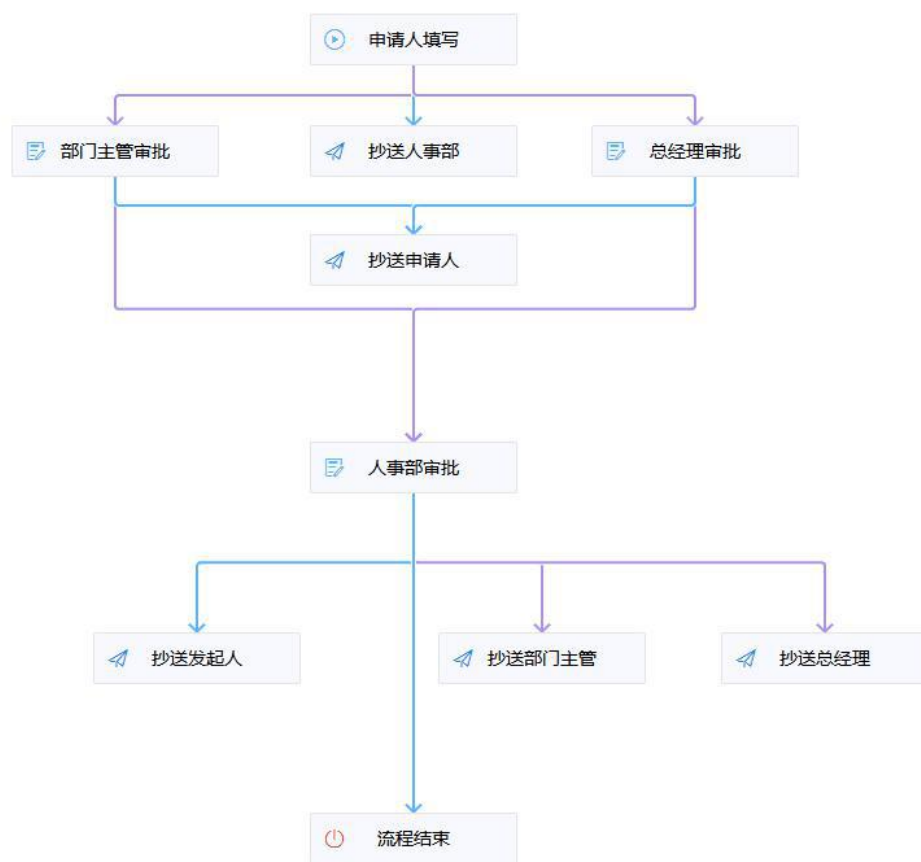 申请人填写
部门主管审批
抄送人事部
总经理审批
抄送申请人
人事部审批
抄送发起人
抄送部门主管
抄送总经理
流程结束